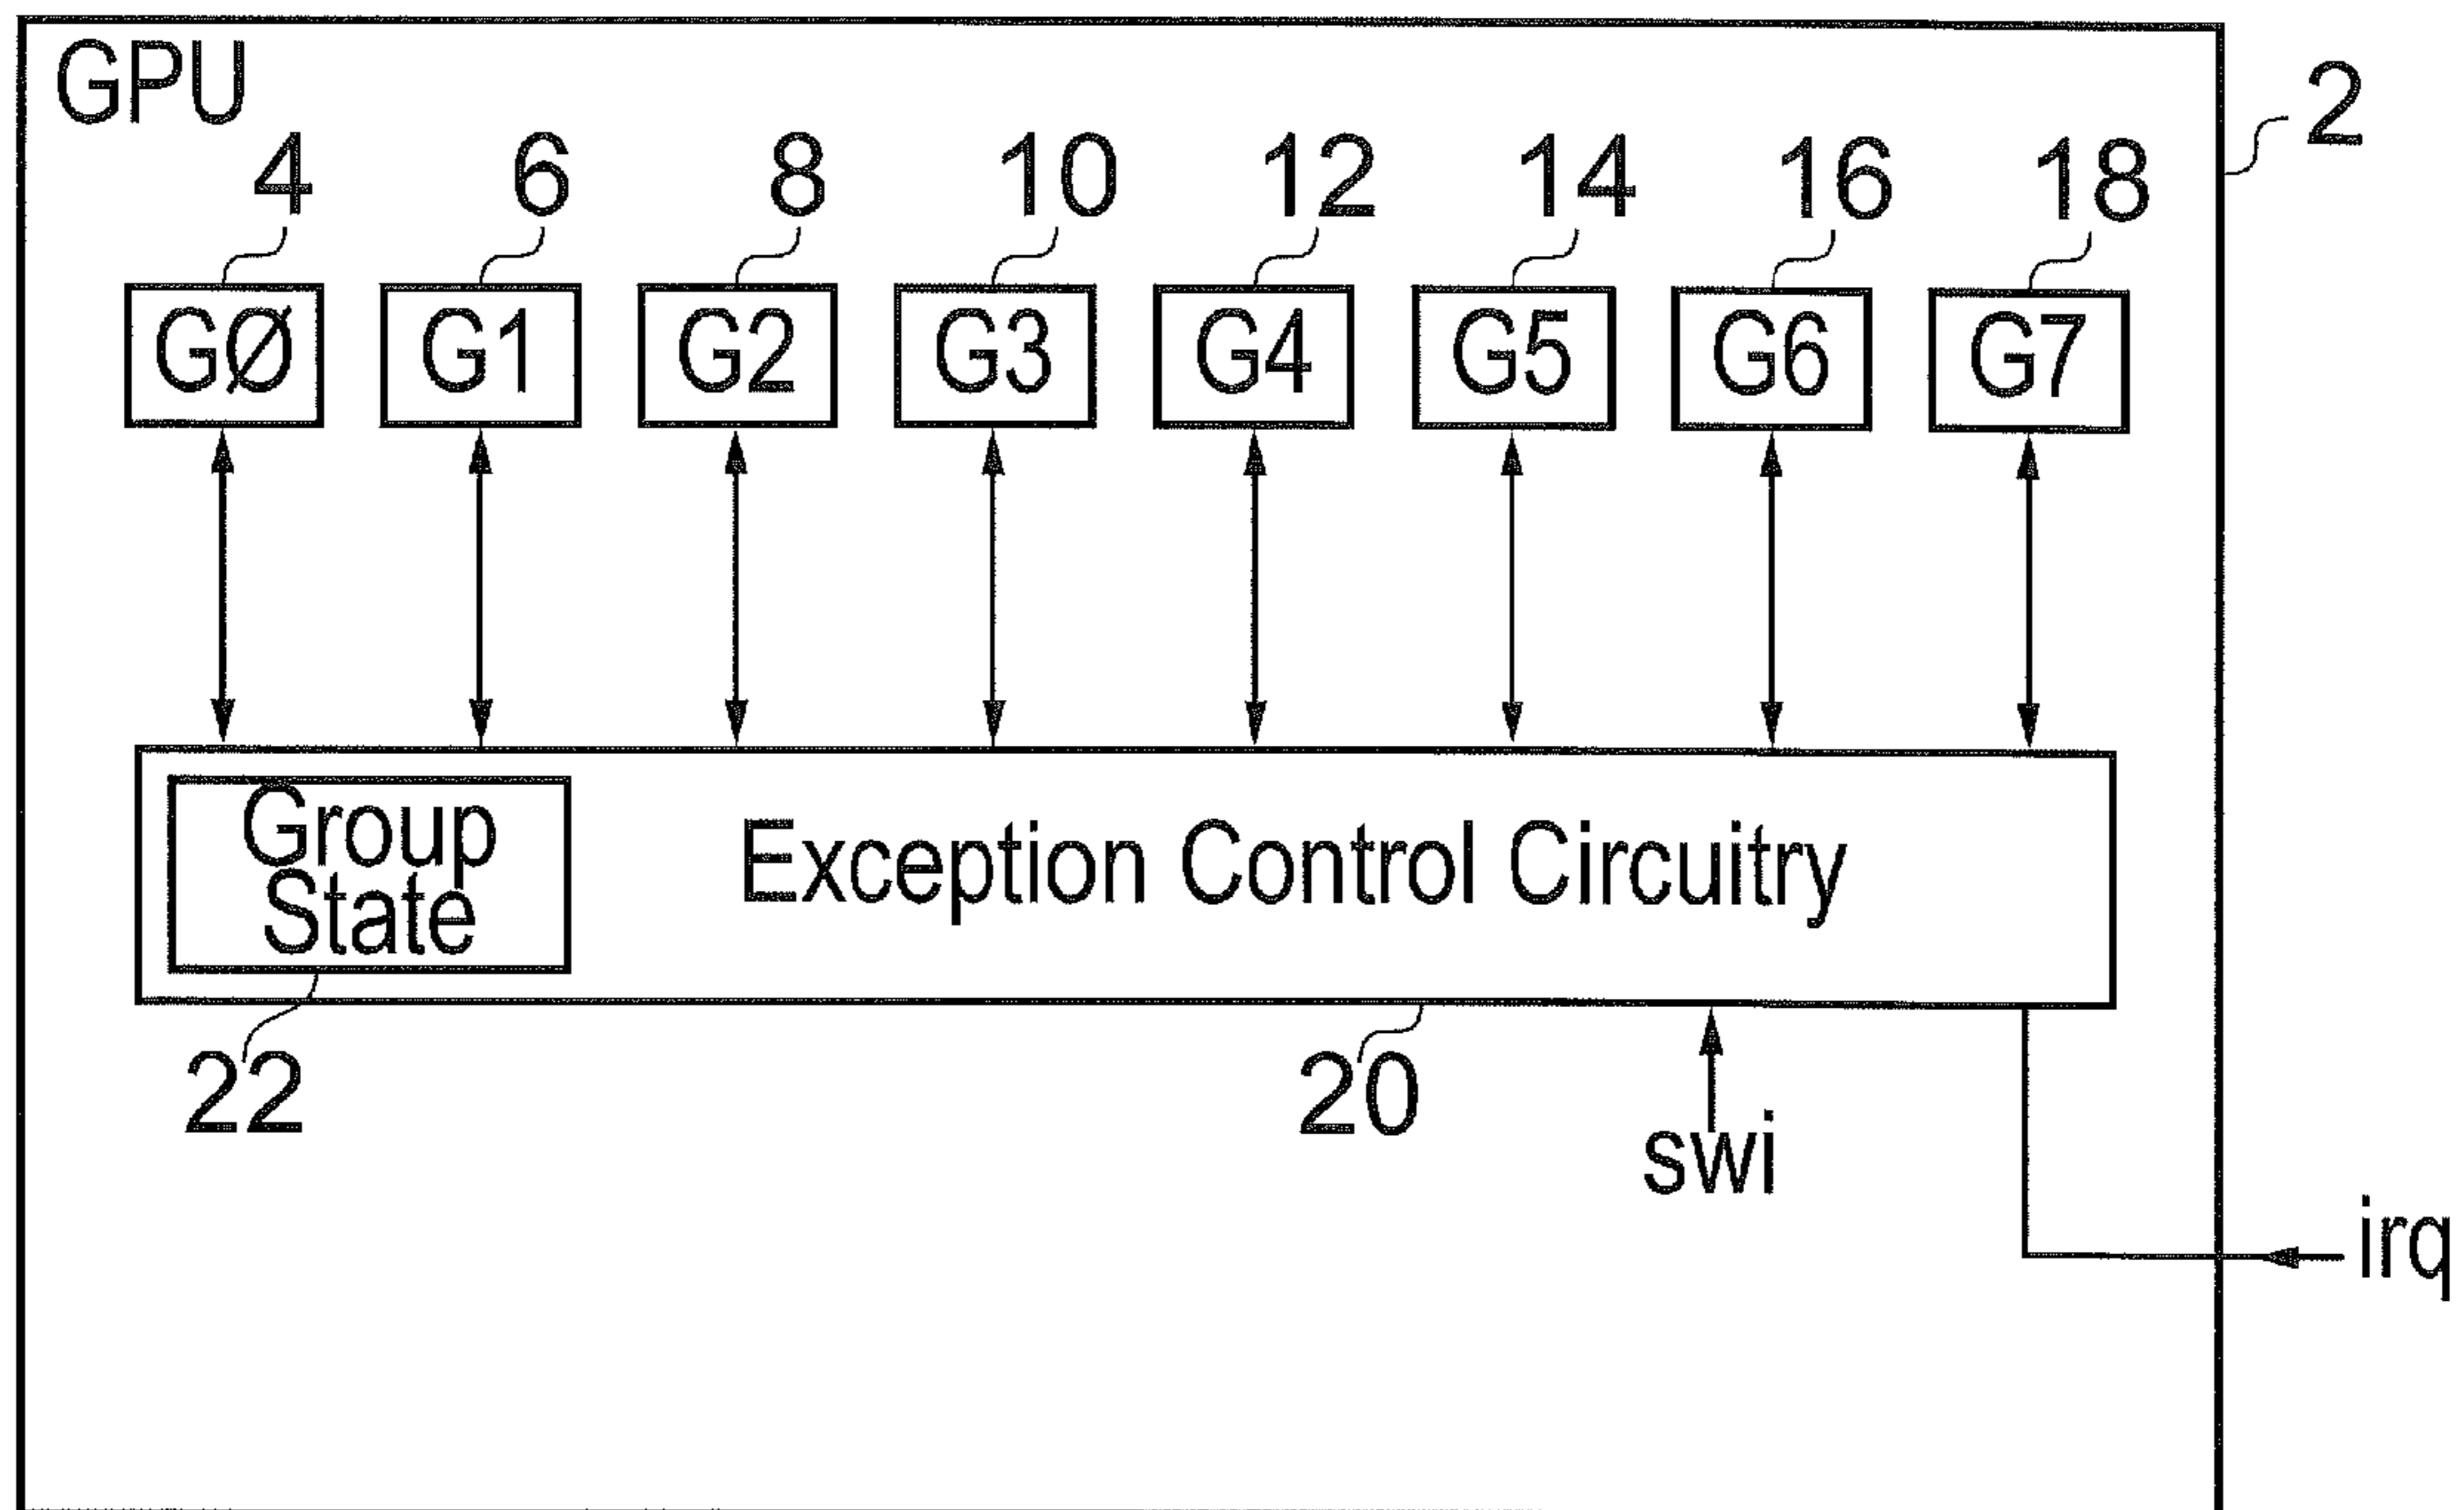 GPU
2
4 6 8 10 12 14 16 18
GØ G1 G2 G3 G4 G5 G6 G7
Group
State
Exception Control Circuitry
22
20
swi
irq